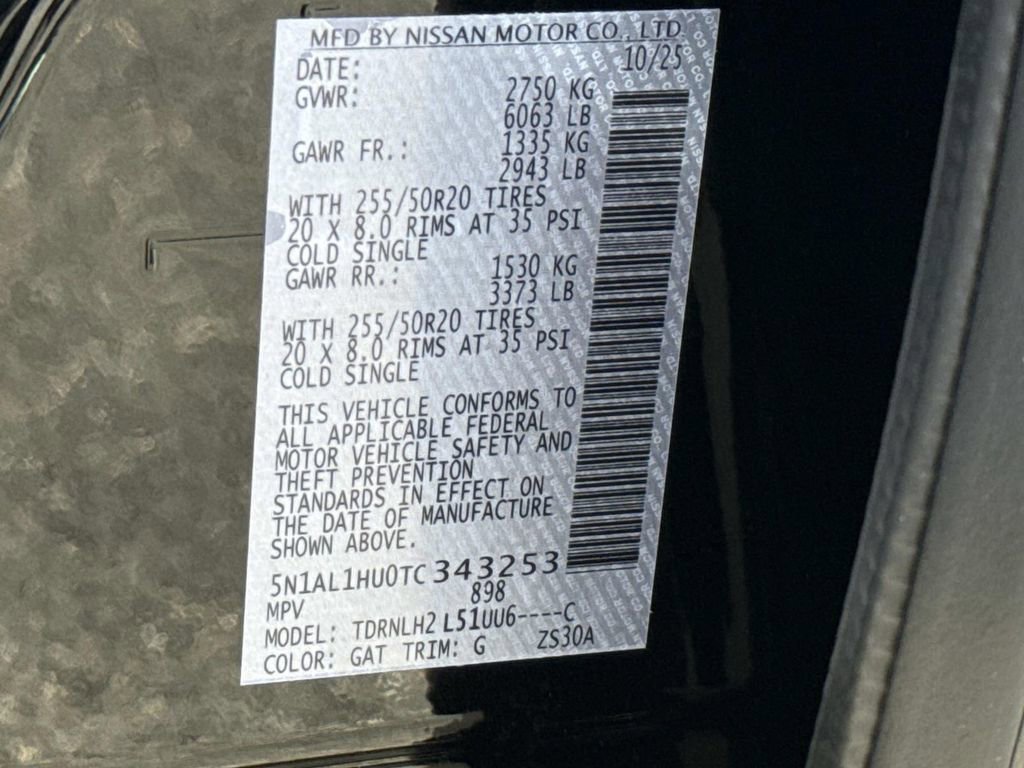 MFD BY NISSAN MOTOR CO., LTD.
DATE: 10/25
GVWR: 2750 KG
6063 LB
GAWR FR.: 1335 KG
2943 LB
WITH 255/50R20 TIRES
20 X 8.0 RIMS AT 35 PSI
COLD SINGLE
GAWR RR.: 1530 KG
3373 LB
WITH 255/50R20 TIRES
20 X 8.0 RIMS AT 35 PSI
COLD SINGLE
THIS VEHICLE CONFORMS TO
ALL APPLICABLE FEDERAL
MOTOR VEHICLE SAFETY AND
THEFT PREVENTION
STANDARDS IN EFFECT ON
THE DATE OF MANUFACTURE
SHOWN ABOVE.
5N1AL1HU0TC343253
MPV 898
MODEL: TDRNLH2 L51UU6----C
COLOR: GAT TRIM: G ZS30A